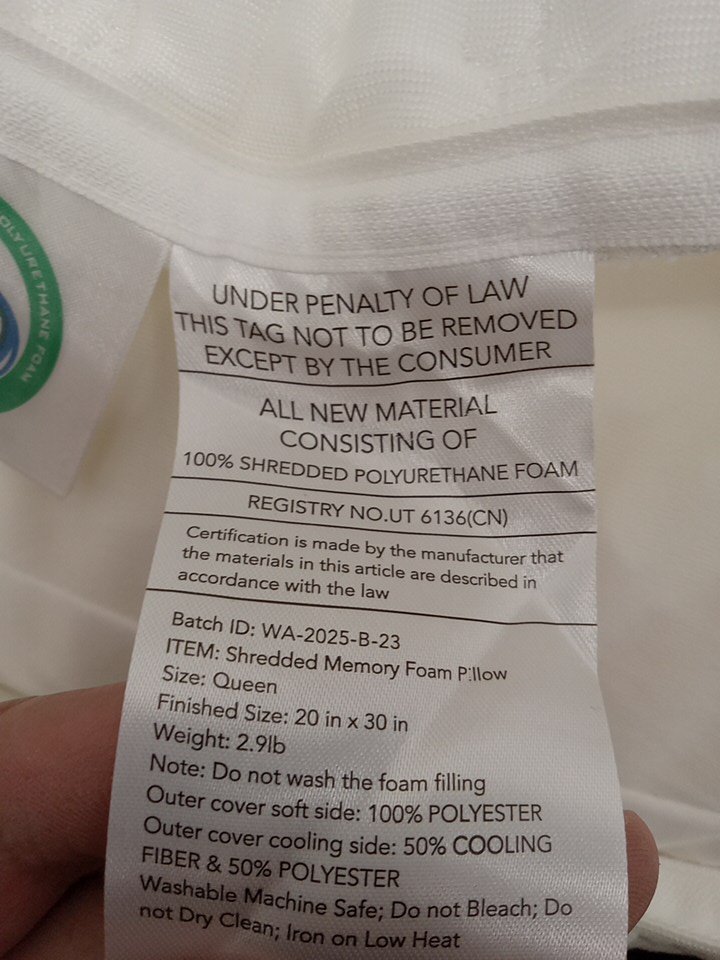 OLYURETHANE FOAM
UNDER PENALTY OF LAW
THIS TAG NOT TO BE REMOVED
EXCEPT BY THE CONSUMER
ALL NEW MATERIAL
CONSISTING OF
100% SHREDDED POLYURETHANE FOAM
REGISTRY NO.UT 6136(CN)
Certification is made by the manufacturer that
the materials in this article are described in
accordance with the law
Batch ID: WA-2025-B-23
ITEM: Shredded Memory Foam Pillow
Size: Queen
Finished Size: 20 in x 30 in
Weight: 2.9lb
Note: Do not wash the foam filling
Outer cover soft side: 100% POLYESTER
Outer cover cooling side: 50% COOLING
FIBER & 50% POLYESTER
Washable Machine Safe; Do not Bleach; Do
not Dry Clean; Iron on Low Heat